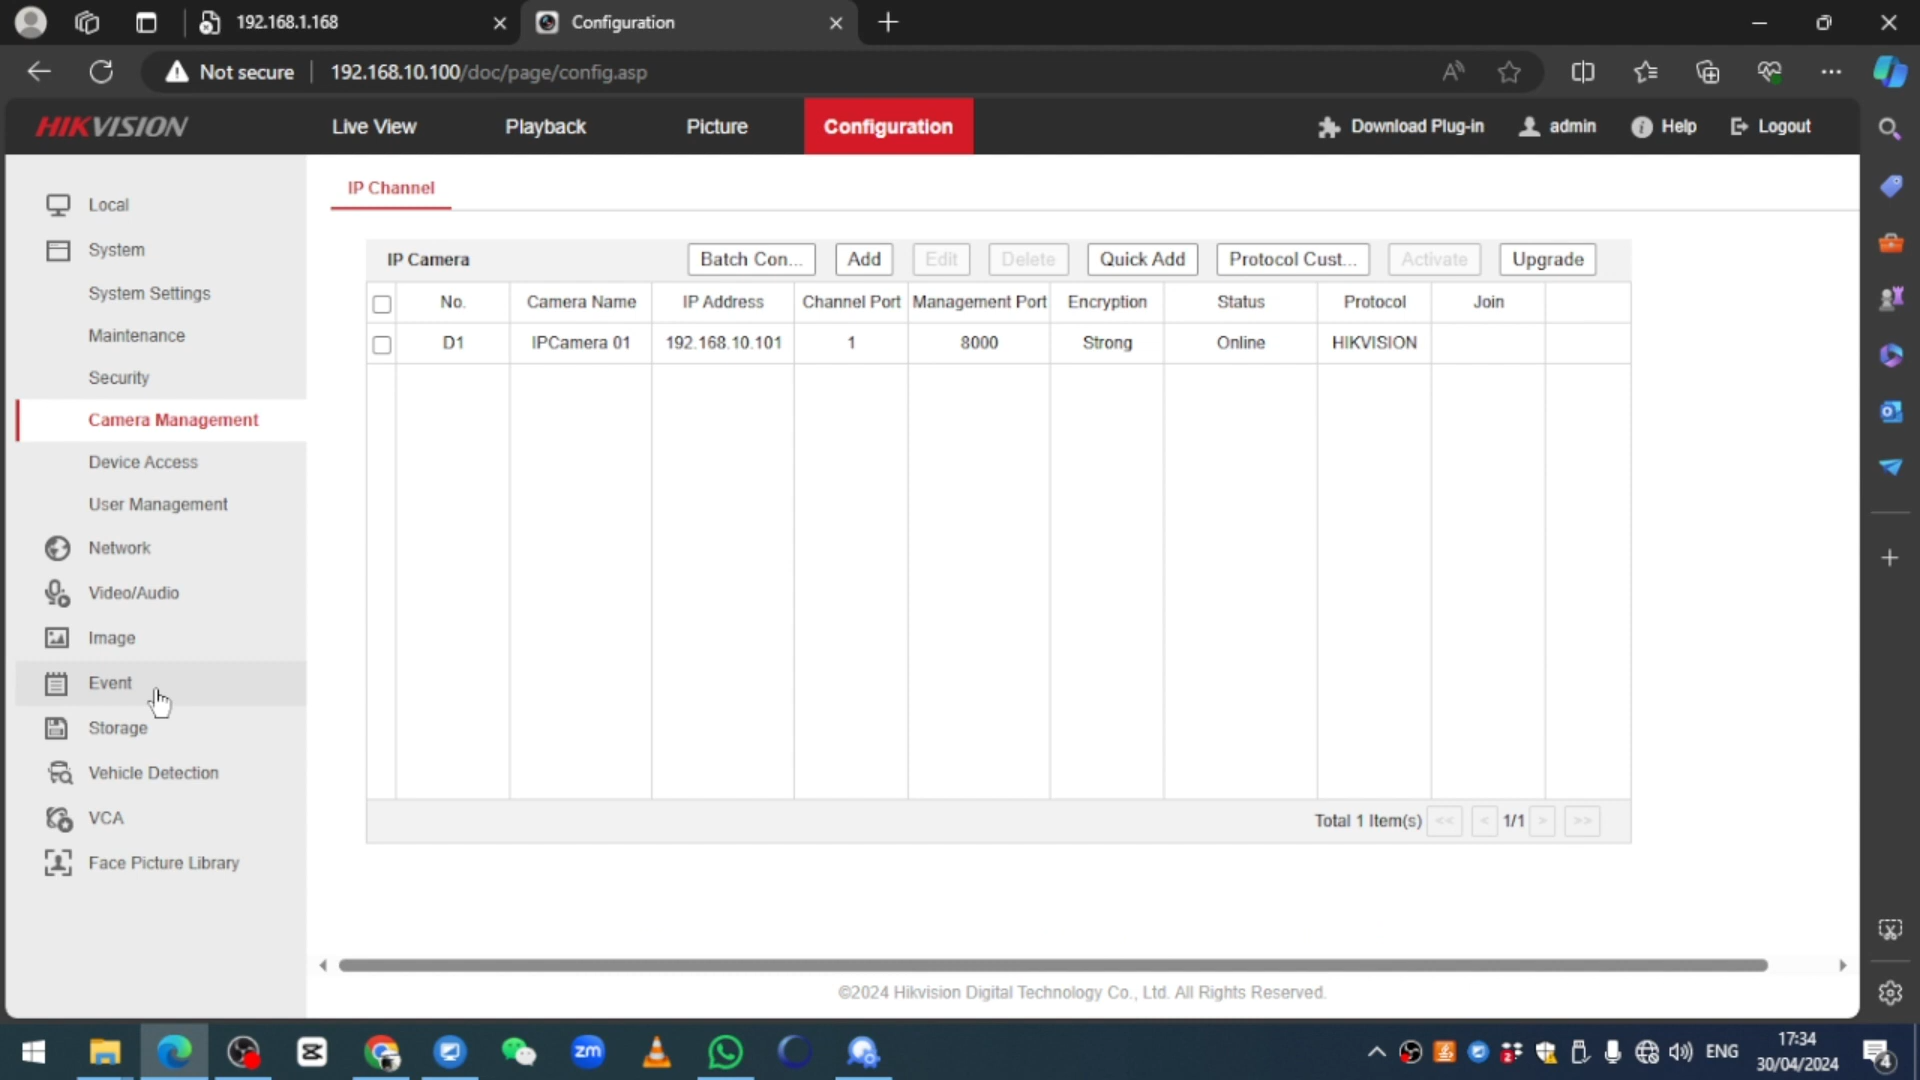 192.168.1.168
Configuration
Not secure
192.168.10.100/doc/page/config.asp
HIKVISION
Live View
Playback
Picture
Configuration
Download Plug-in
admin
Help
Logout
Local
System
System Settings
Maintenance
Security
Camera Management
Device Access
User Management
Network
Video/Audio
Image
Event
Storage
Vehicle Detection
VCA
Face Picture Library
IP Channel
IP Camera
Batch Con...
Add
Edit
Delete
Quick Add
Protocol Cust...
Activate
Upgrade
No. Camera Name IP Address Channel Port Management Port Encryption Status Protocol Join
D1 IPCamera 01 192.168.10.101 1 8000 Strong Online HIKVISION
Total 1 Item(s) << < 1/1 > >>
©2024 Hikvision Digital Technology Co., Ltd. All Rights Reserved.
zm
2
ENG
17:34
30/04/2024
4